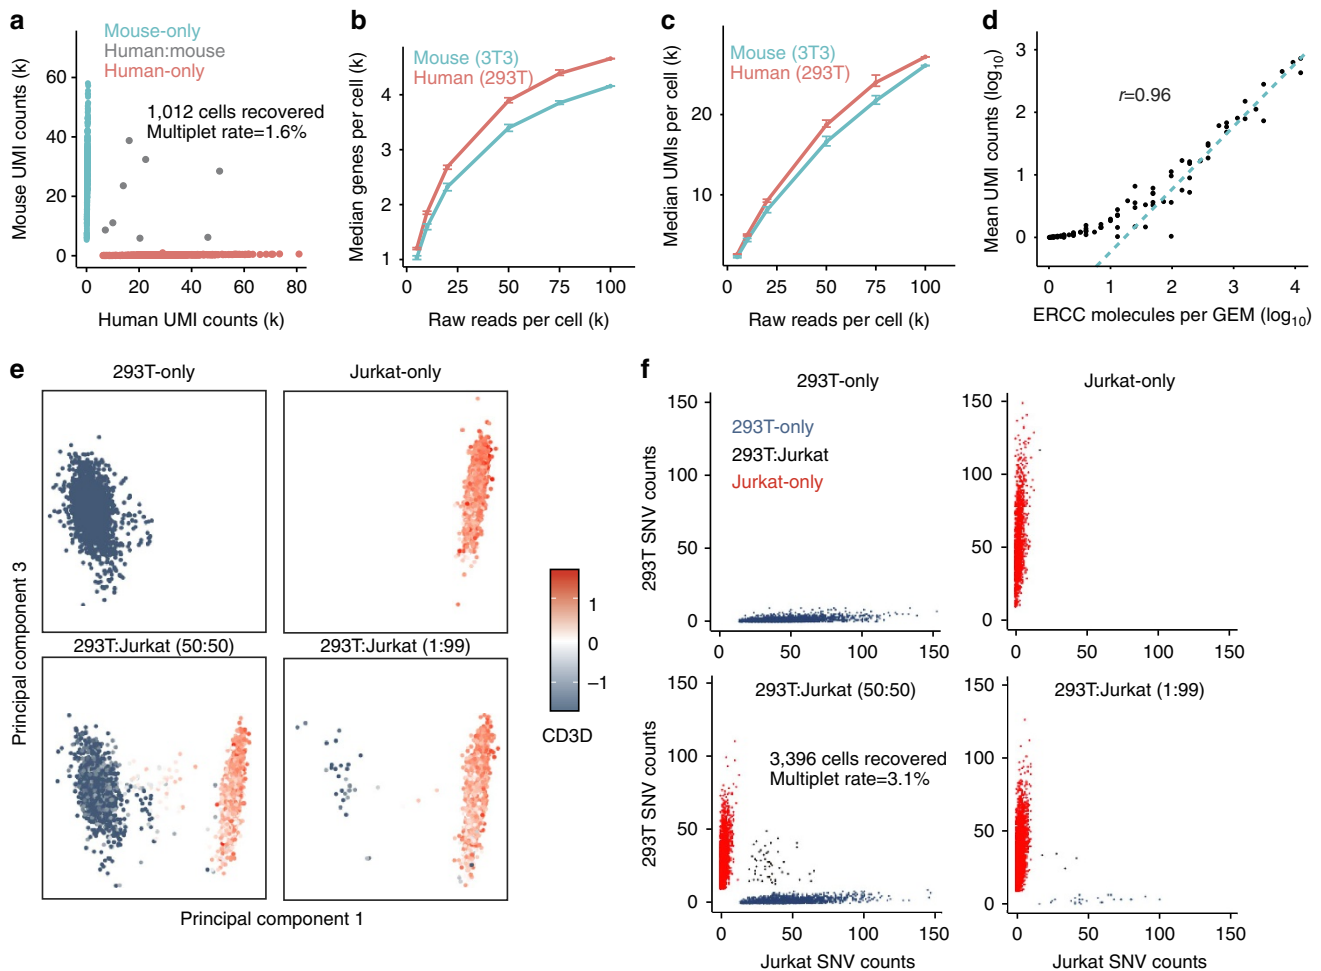 a
Mouse-only
Human:mouse
Human-only
1,012 cells recovered
Multiplet rate=1.6%
Mouse UMI counts (k)
60
40
20
0
0 20 40 60 80
Human UMI counts (k)
b
Mouse (3T3)
Human (293T)
Median genes per cell (k)
4
3
2
1
0 25 50 75 100
Raw reads per cell (k)
c
Mouse (3T3)
Human (293T)
Median UMIs per cell (k)
20
10
0 25 50 75 100
Raw reads per cell (k)
d
r=0.96
Mean UMI counts (log10)
3
2
1
0
0 1 2 3 4
ERCC molecules per GEM (log10)
e
293T-only
Jurkat-only
293T:Jurkat (50:50)
293T:Jurkat (1:99)
Principal component 3
Principal component 1
1
0
−1
CD3D
f
293T-only
293T-only
293T:Jurkat
Jurkat-only
293T SNV counts
150
100
50
0
0 50 100 150
Jurkat-only
150
100
50
0
0 50 100 150
293T:Jurkat (50:50)
3,396 cells recovered
Multiplet rate=3.1%
293T SNV counts
150
100
50
0
0 50 100 150
Jurkat SNV counts
293T:Jurkat (1:99)
150
100
50
0
0 50 100 150
Jurkat SNV counts